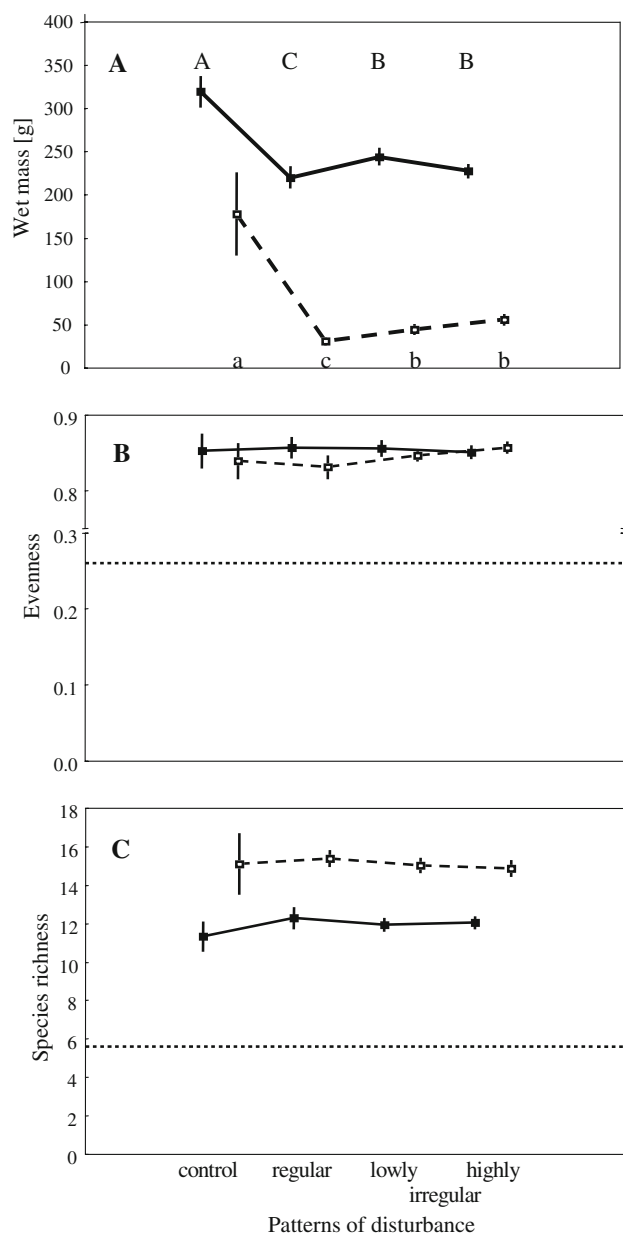 400
350
300
250
200
150
100
50
0
Wet mass [g]
A
A C B B
a c b b
0.9
0.8
0.3
0.2
0.1
0.0
Evenness
B
18
16
14
12
10
8
6
4
2
0
Species richness
C
control regular lowly highly
irregular
Patterns of disturbance